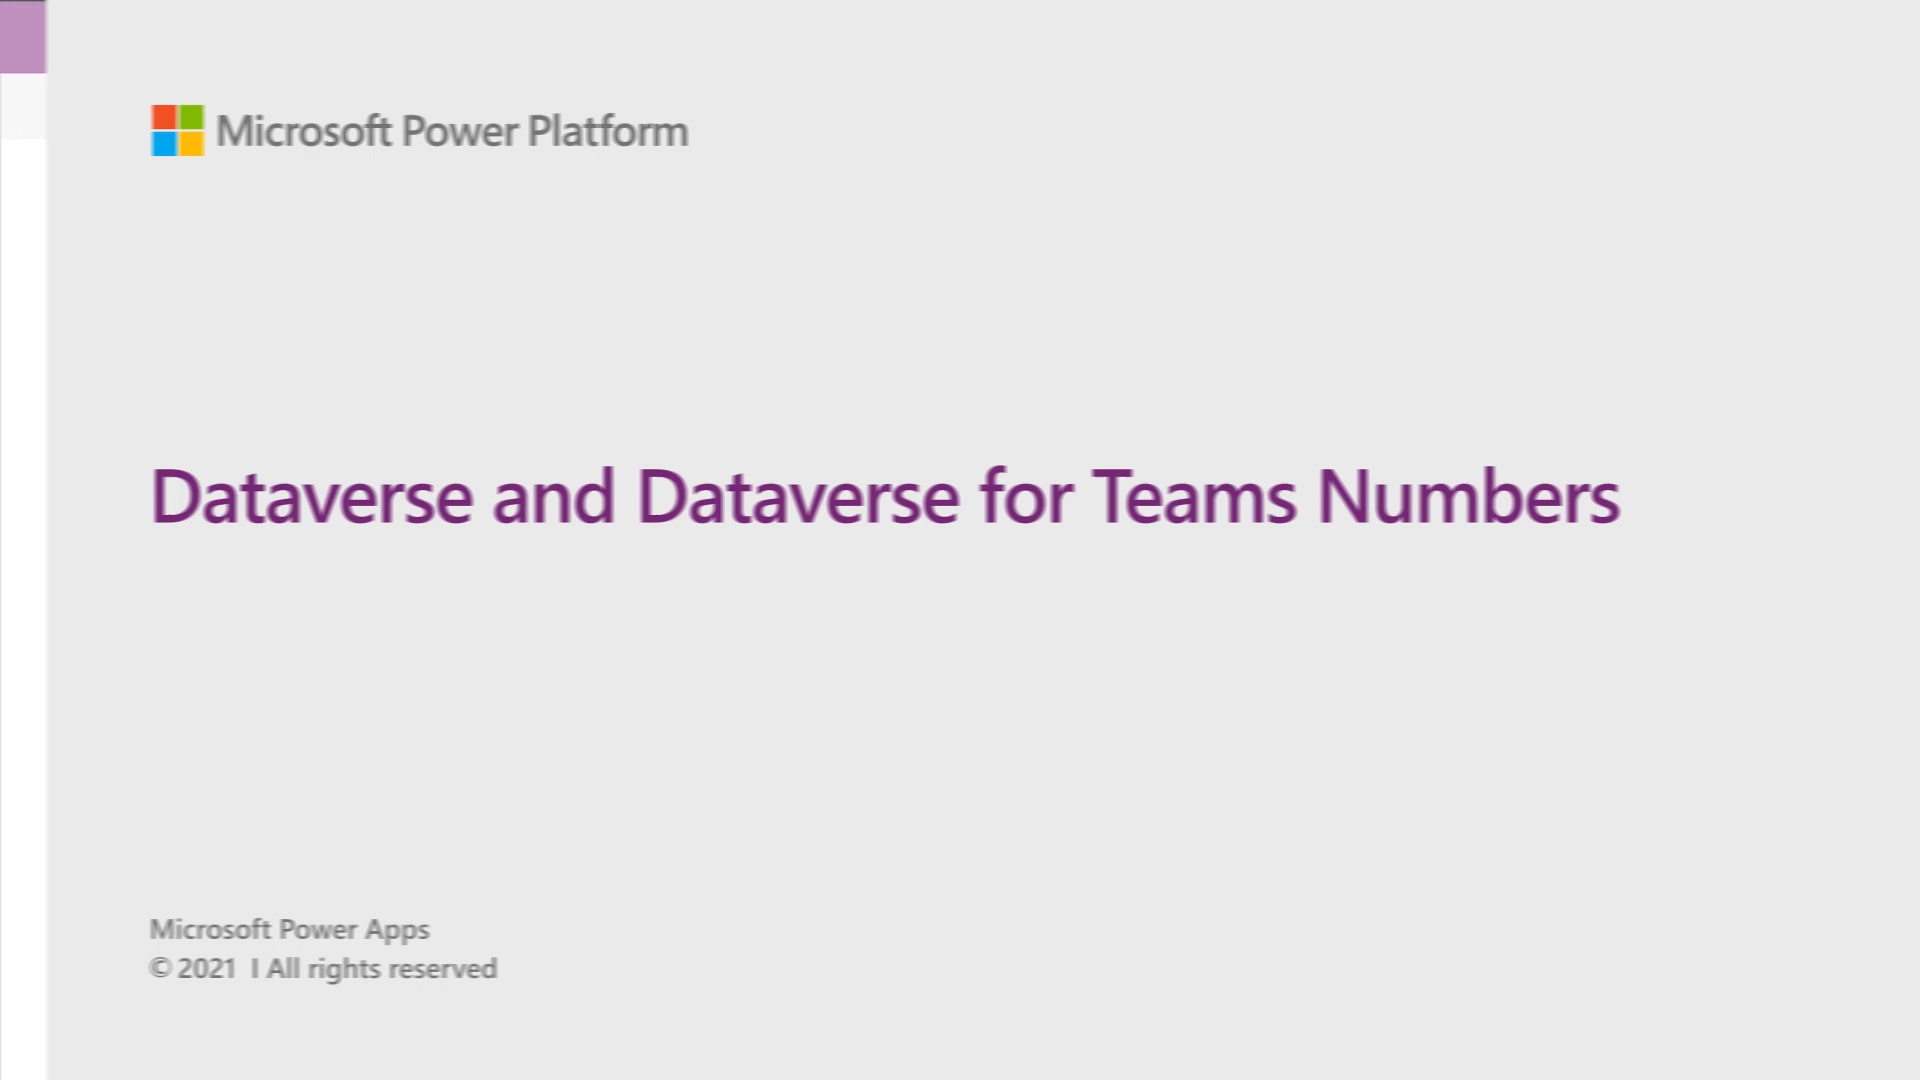 Microsoft Power Platform
Dataverse and Dataverse for Teams Numbers
Microsoft Power Apps
© 2021 I All rights reserved